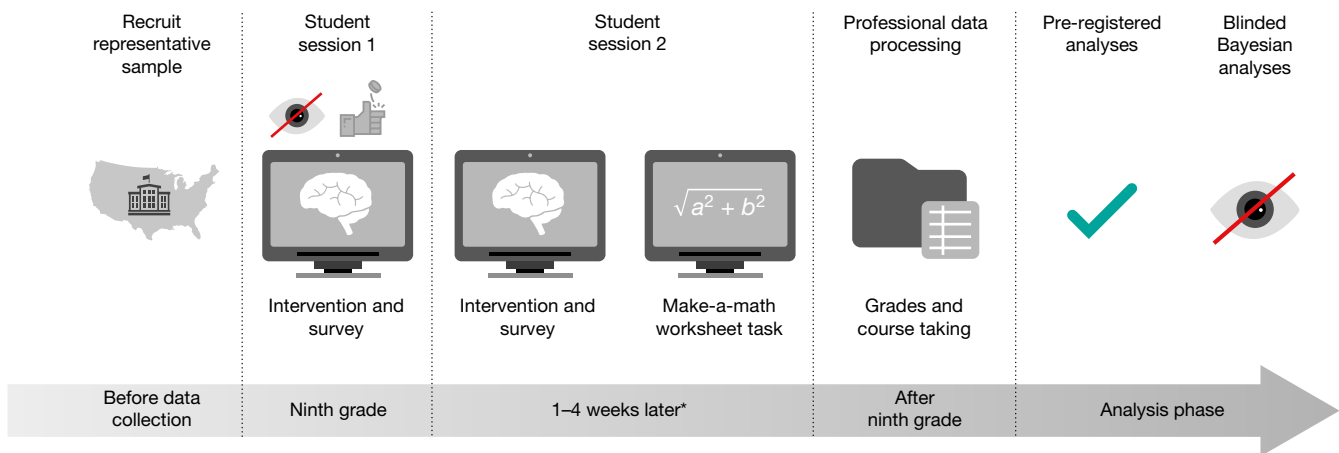 Recruit
representative
sample
Student
session 1
Student
session 2
Professional data
processing
Pre-registered
analyses
Blinded
Bayesian
analyses
√a² + b²
Intervention and
survey
Intervention and
survey
Make-a-math
worksheet task
Grades and
course taking
Before data
collection
Ninth grade
1–4 weeks later*
After
ninth grade
Analysis phase